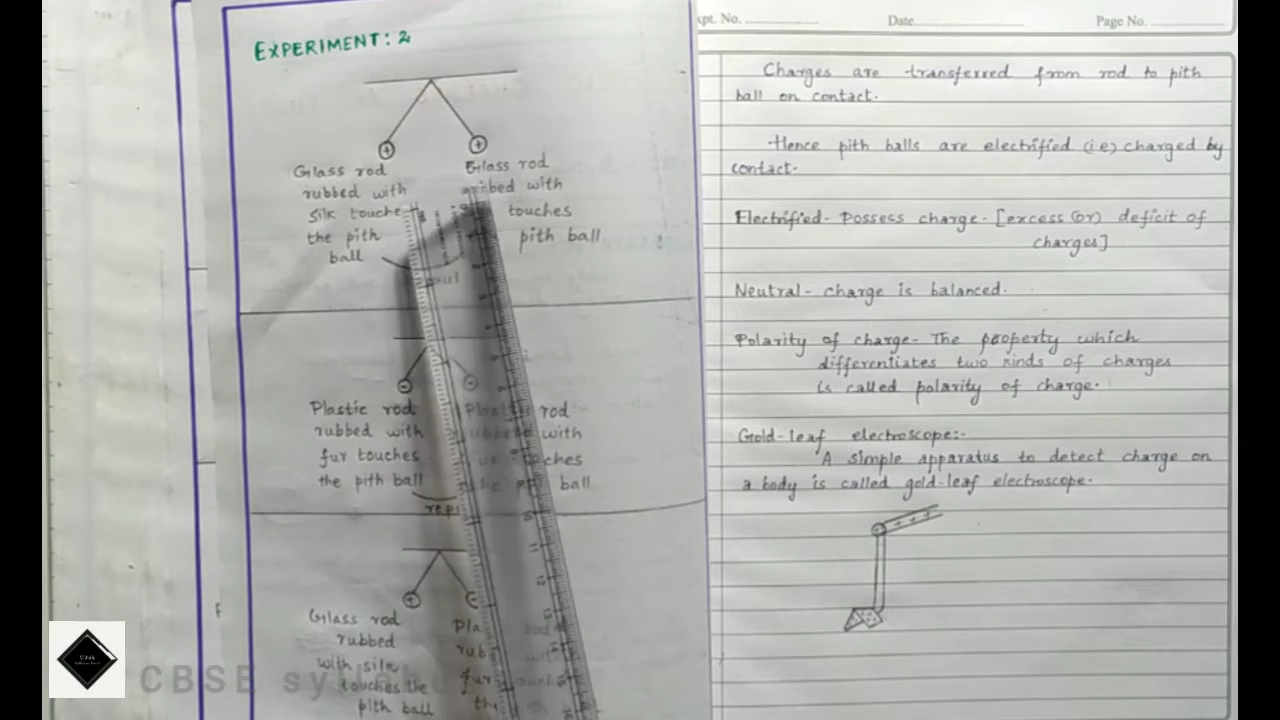 EXPERIMENT: 2
Glass rod
rubbed with
silk touche
the pith
ball
Glass rod
bed with
touches
pith ball
Plastic rod
rubbed with
fur touches
the pith ball
Plastic rod
rubbed with
ches
ball
Glass rod
rubbed
with silk
touches the
pith ball
Expt. No.
Date
Page No.
Charges are transferred from rod to pith
ball on contact.
Hence pith balls are electrified (i.e) charged by
contact.
Electrified - Possess charge - [excess (or) deficit of
charges]
Neutral - charge is balanced.
Polarity of charge - The property which
differentiates two kinds of charges
is called polarity of charge.
Gold-leaf electroscope:-
A simple apparatus to detect charge on
a body is called gold-leaf electroscope.
CBSE